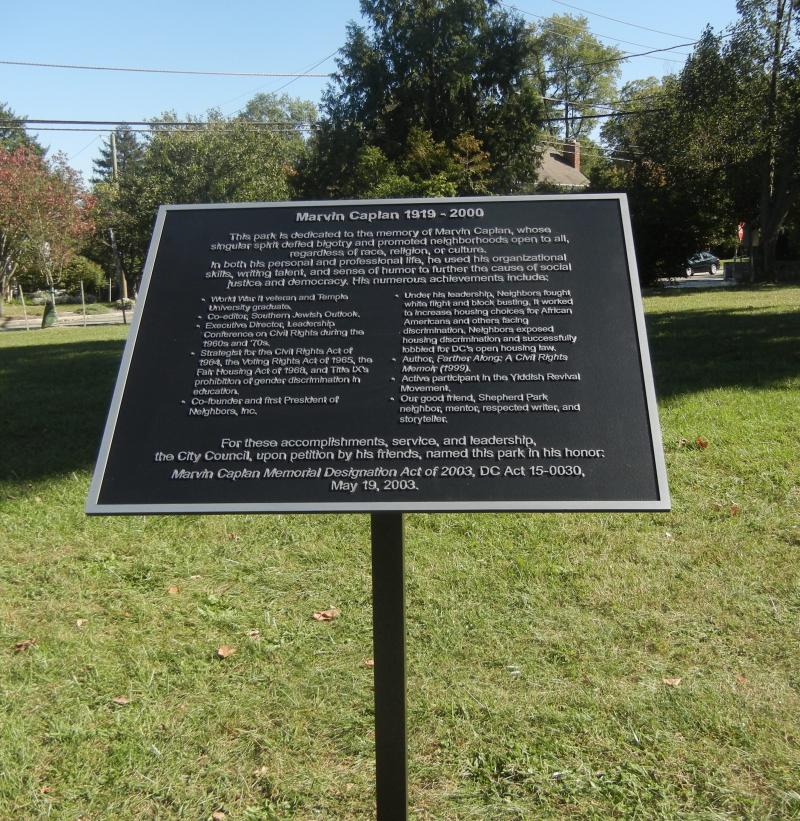 Marvin Caplan 1919 - 2000
This park is dedicated to the memory of Marvin Caplan, whose
singular spirit defied bigotry and promoted neighborhoods open to all,
regardless of race, religion, or culture.
In both his personal and professional life, he used his organizational
skills, writing talent, and sense of humor to further the cause of social
justice and democracy. His numerous achievements include:
• World War II veteran and Temple
University graduate.
• Co-editor, Southern Jewish Outlook.
• Executive Director, Leadership
Conference on Civil Rights during the
1960s and '70s.
• Strategist for the Civil Rights Act of
1964, the Voting Rights Act of 1965, the
Fair Housing Act of 1968, and Title IX's
prohibition of gender discrimination in
education.
• Co-founder and first President of
Neighbors, Inc.
• Under his leadership, Neighbors fought
white flight and block busting. It worked
to increase housing choices for African
Americans and others facing
discrimination. Neighbors exposed
housing discrimination and successfully
lobbied for DC's open housing law.
• Author, Farther Along: A Civil Rights
Memoir (1999).
• Active participant in the Yiddish Revival
Movement.
• Our good friend, Shepherd Park
neighbor, mentor, respected writer, and
storyteller.
For these accomplishments, service, and leadership,
the City Council, upon petition by his friends, named this park in his honor:
Marvin Caplan Memorial Designation Act of 2003, DC Act 15-0030,
May 19, 2003.